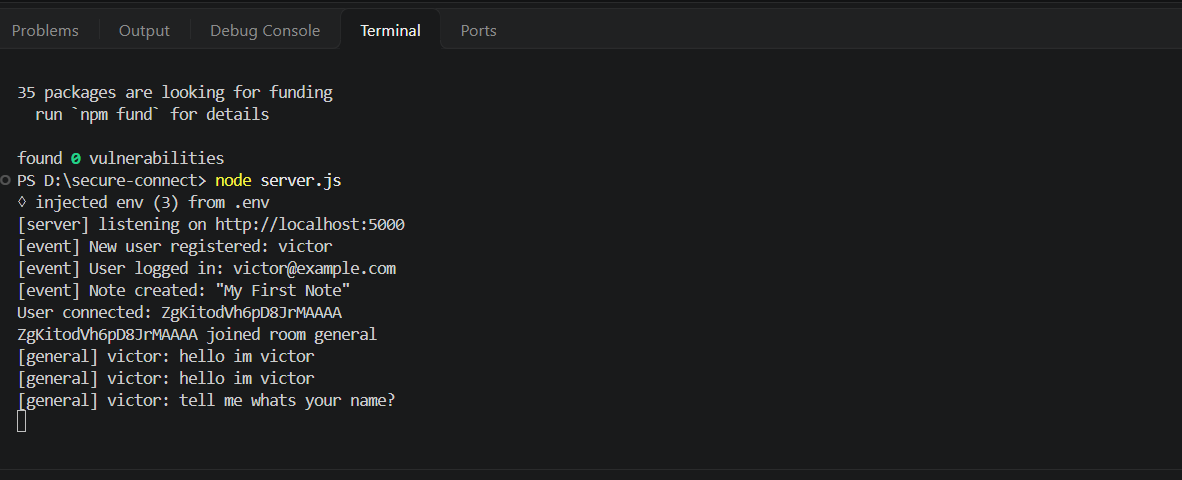 Problems Output Debug Console Terminal Ports
35 packages are looking for funding
run `npm fund` for details
found 0 vulnerabilities
PS D:\secure-connect> node server.js
◊ injected env (3) from .env
[server] listening on http://localhost:5000
[event] New user registered: victor
[event] User logged in: victor@example.com
[event] Note created: "My First Note"
User connected: ZgKitodVh6pD8JrMAAAA
ZgKitodVh6pD8JrMAAAA joined room general
[general] victor: hello im victor
[general] victor: hello im victor
[general] victor: tell me whats your name?